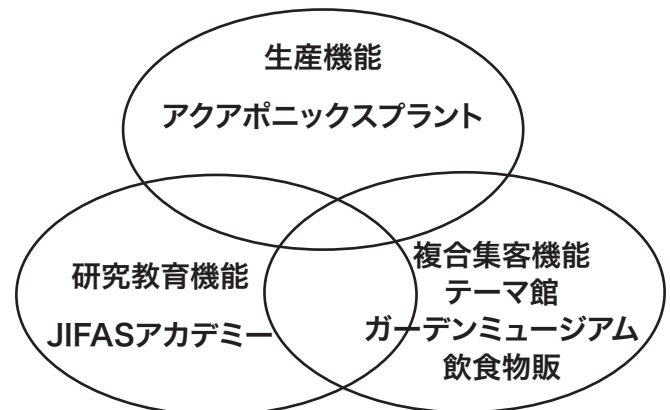 生産機能
アクアポニックスプラント
研究教育機能
JIFASアカデミー
複合集客機能
テーマ館
ガーデンミュージアム
飲食物販